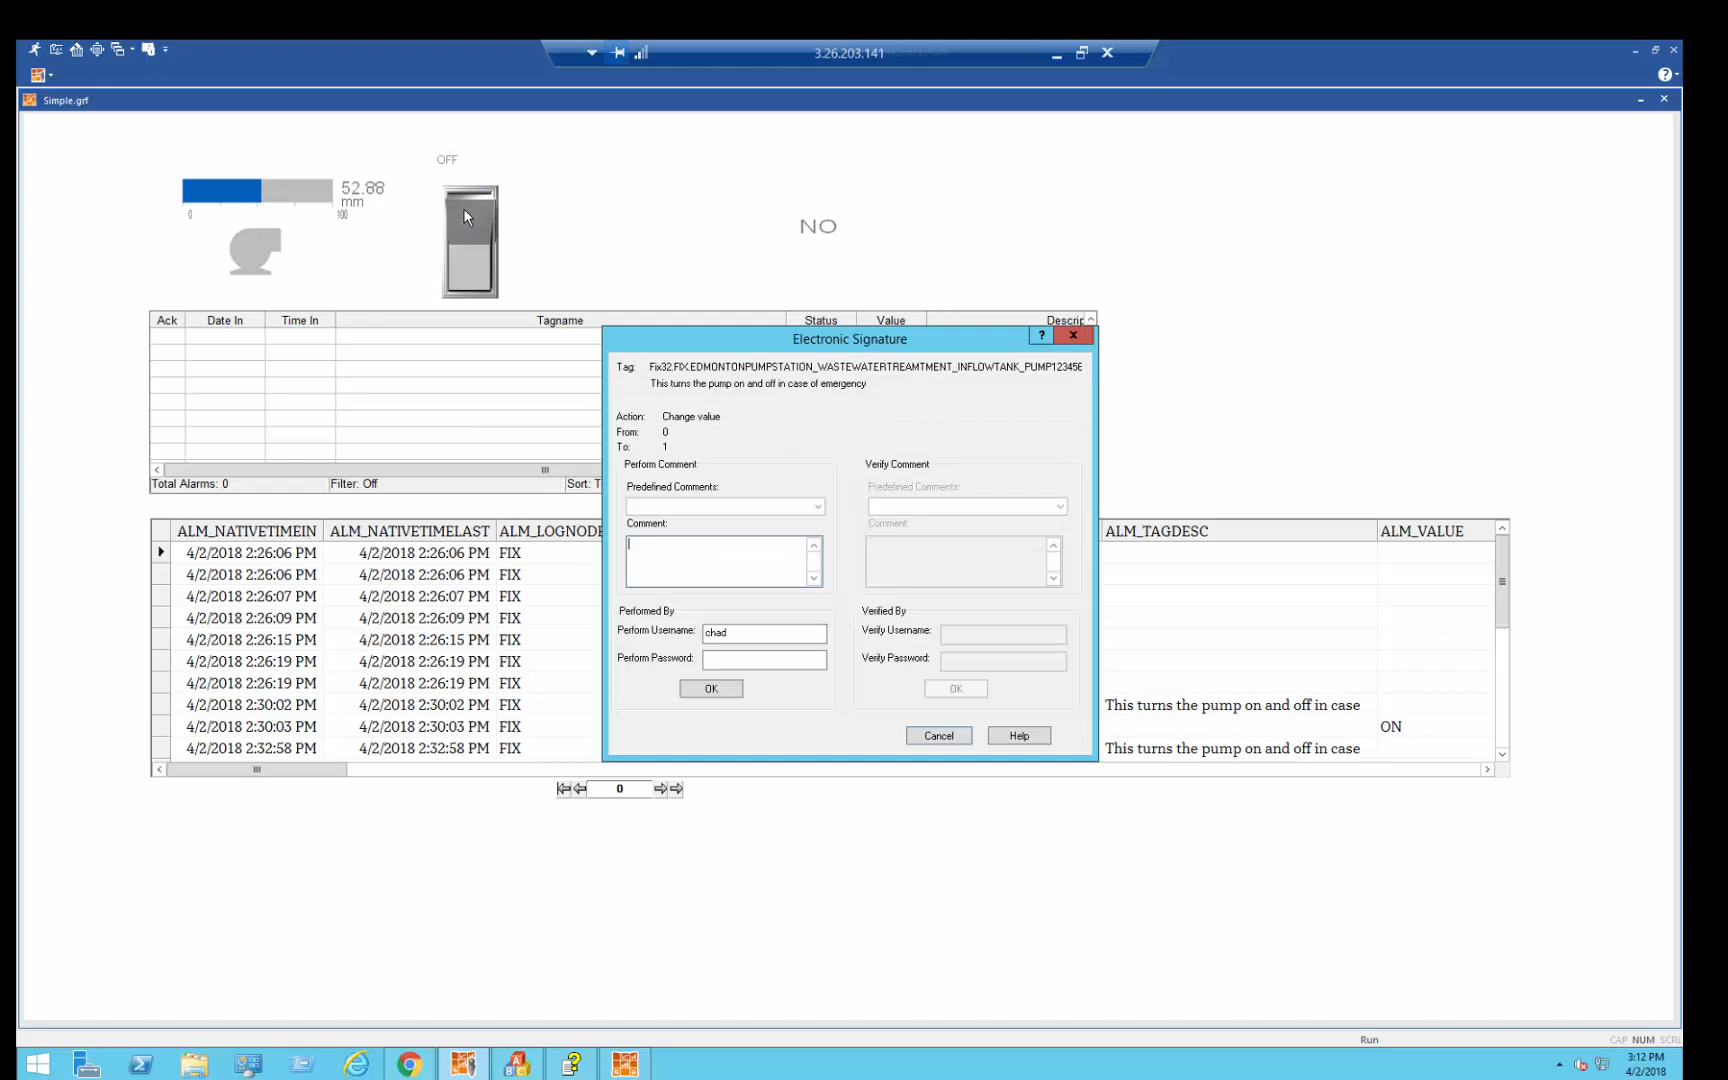 3.26.203.141
Simple.grf
OFF
52.88
mm
0
100
NO
Ack Date In Time In Tagname Status Value Descrip
Electronic Signature
Tag: Fix32.FIX.EDMONTONPUMPSTATION_WASTEWATERTREAMTMENT_INFLOWTANK_PUMP123456
This turns the pump on and off in case of emergency
Action: Change value
From: 0
To: 1
Perform Comment Verify Comment
Predefined Comments: Predefined Comments:
Comment: Comment:
Performed By Verified By
Perform Username: chad Verify Username:
Perform Password: Verify Password:
OK OK
Cancel Help
Total Alarms: 0 Filter: Off Sort: T
ALM_NATIVETIMEIN ALM_NATIVETIMELAST ALM_LOGNODE ALM_TAGDESC ALM_VALUE
4/2/2018 2:26:06 PM 4/2/2018 2:26:06 PM FIX
4/2/2018 2:26:06 PM 4/2/2018 2:26:06 PM FIX
4/2/2018 2:26:07 PM 4/2/2018 2:26:07 PM FIX
4/2/2018 2:26:09 PM 4/2/2018 2:26:09 PM FIX
4/2/2018 2:26:15 PM 4/2/2018 2:26:15 PM FIX
4/2/2018 2:26:19 PM 4/2/2018 2:26:19 PM FIX
4/2/2018 2:26:19 PM 4/2/2018 2:26:19 PM FIX
4/2/2018 2:30:02 PM 4/2/2018 2:30:02 PM FIX This turns the pump on and off in case
4/2/2018 2:30:03 PM 4/2/2018 2:30:03 PM FIX ON
4/2/2018 2:32:58 PM 4/2/2018 2:32:58 PM FIX This turns the pump on and off in case
0
Run CAP NUM SCRL
3:12 PM
4/2/2018